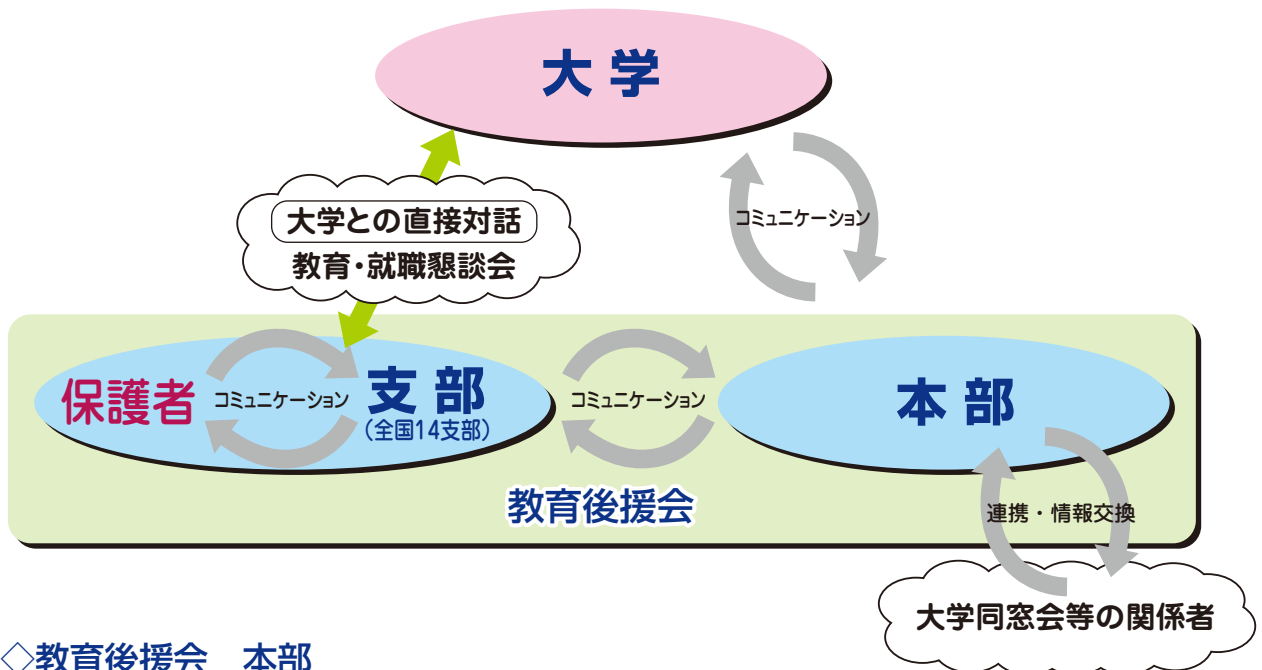 大学
コミュニケーション
大学との直接対話
教育・就職懇談会
保護者
コミュニケーション
支部
（全国14支部）
コミュニケーション
本部
教育後援会
連携・情報交換
大学同窓会等の関係者
◇教育後援会　本部